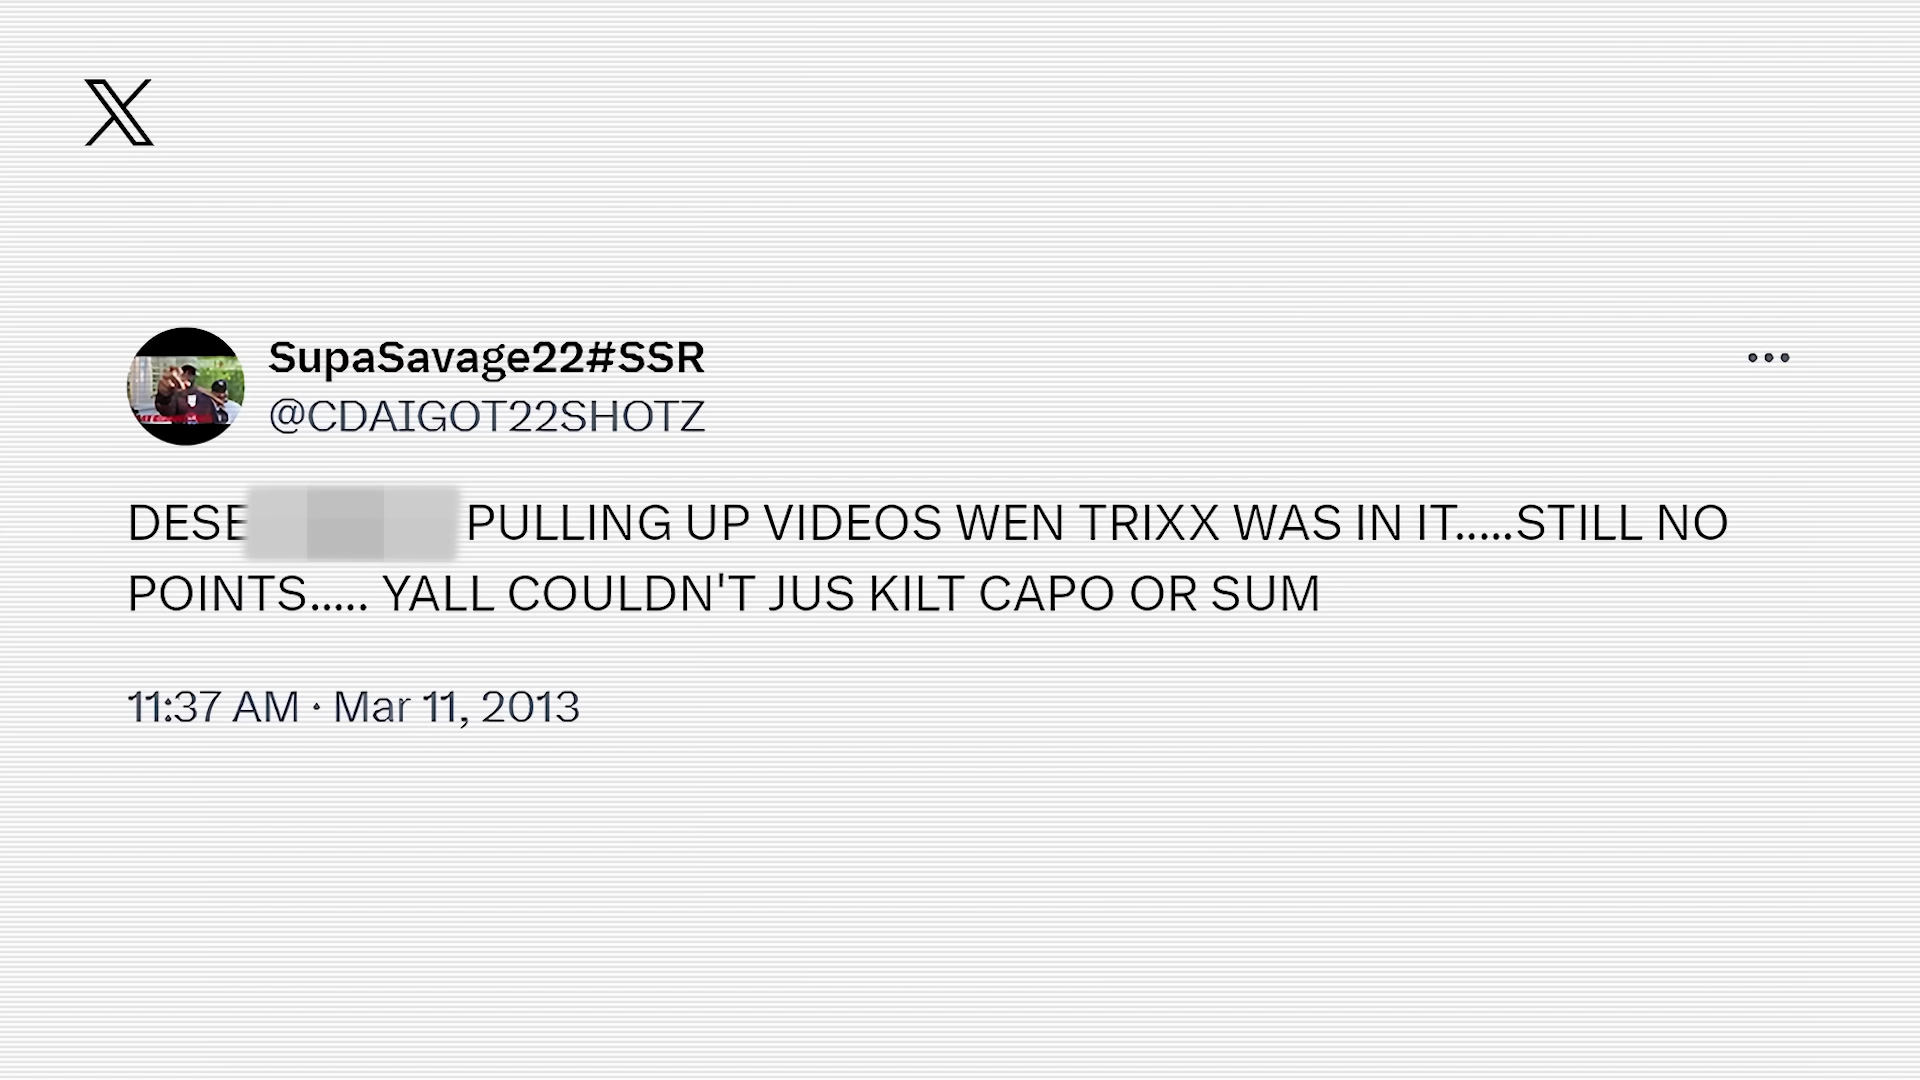 SupaSavage22#SSR
@CDAIGOT22SHOTZ
DESE PULLING UP VIDEOS WEN TRIXX WAS IN IT.....STILL NO
POINTS..... YALL COULDN'T JUS KILT CAPO OR SUM
11:37 AM · Mar 11, 2013